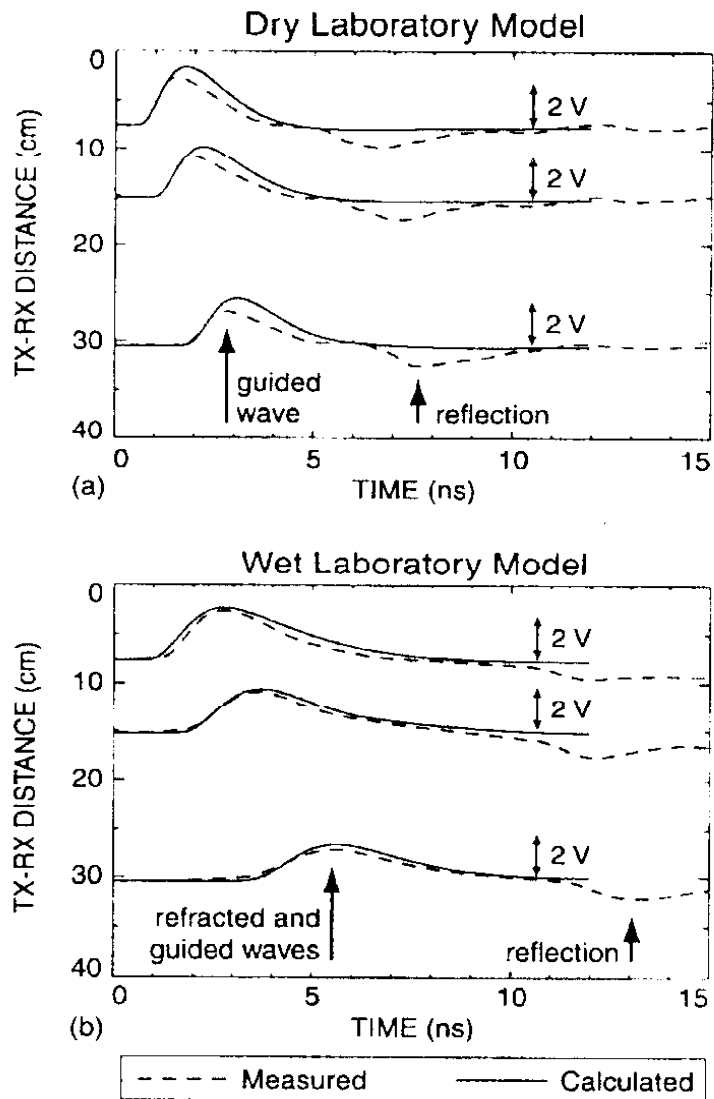 Dry Laboratory Model
0
10
20
30
40
TX-RX DISTANCE (cm)
2 V
2 V
2 V
guided
wave
reflection
0
5
10
15
(a)
TIME (ns)
Wet Laboratory Model
0
10
20
30
40
TX-RX DISTANCE (cm)
2 V
2 V
2 V
refracted and
guided waves
reflection
0
5
10
15
(b)
TIME (ns)
Measured
Calculated